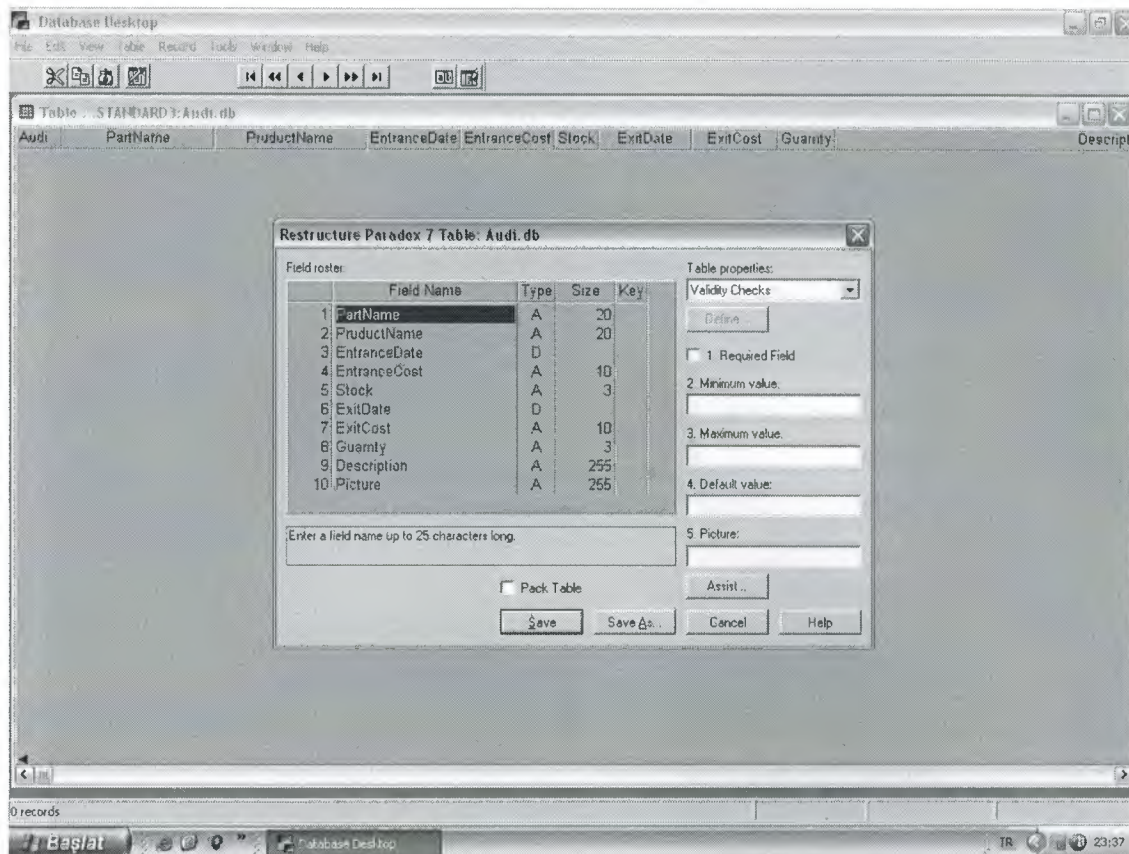 Database Desktop
File Edit View Table Record Tools Window Help
Table : :STANDARD3:Audi.db
Audi PartName PruductName EntranceDate EntranceCost Stock ExitDate ExitCost Guarnty Descript
Restructure Paradox 7 Table: Audi.db
Field roster:
Field Name Type Size Key
1 PartName A 20
2 PruductName A 20
3 EntranceDate D
4 EntranceCost A 10
5 Stock A 3
6 ExitDate D
7 ExitCost A 10
8 Guarnty A 3
9 Description A 255
10 Picture A 255
Enter a field name up to 25 characters long.
Pack Table
Save Save As... Cancel Help
Table properties:
Validity Checks
Define...
1. Required Field
2. Minimum value:
3. Maximum value:
4. Default value:
5. Picture:
Assist...
0 records
Başlat Database Desktop TR 23:37